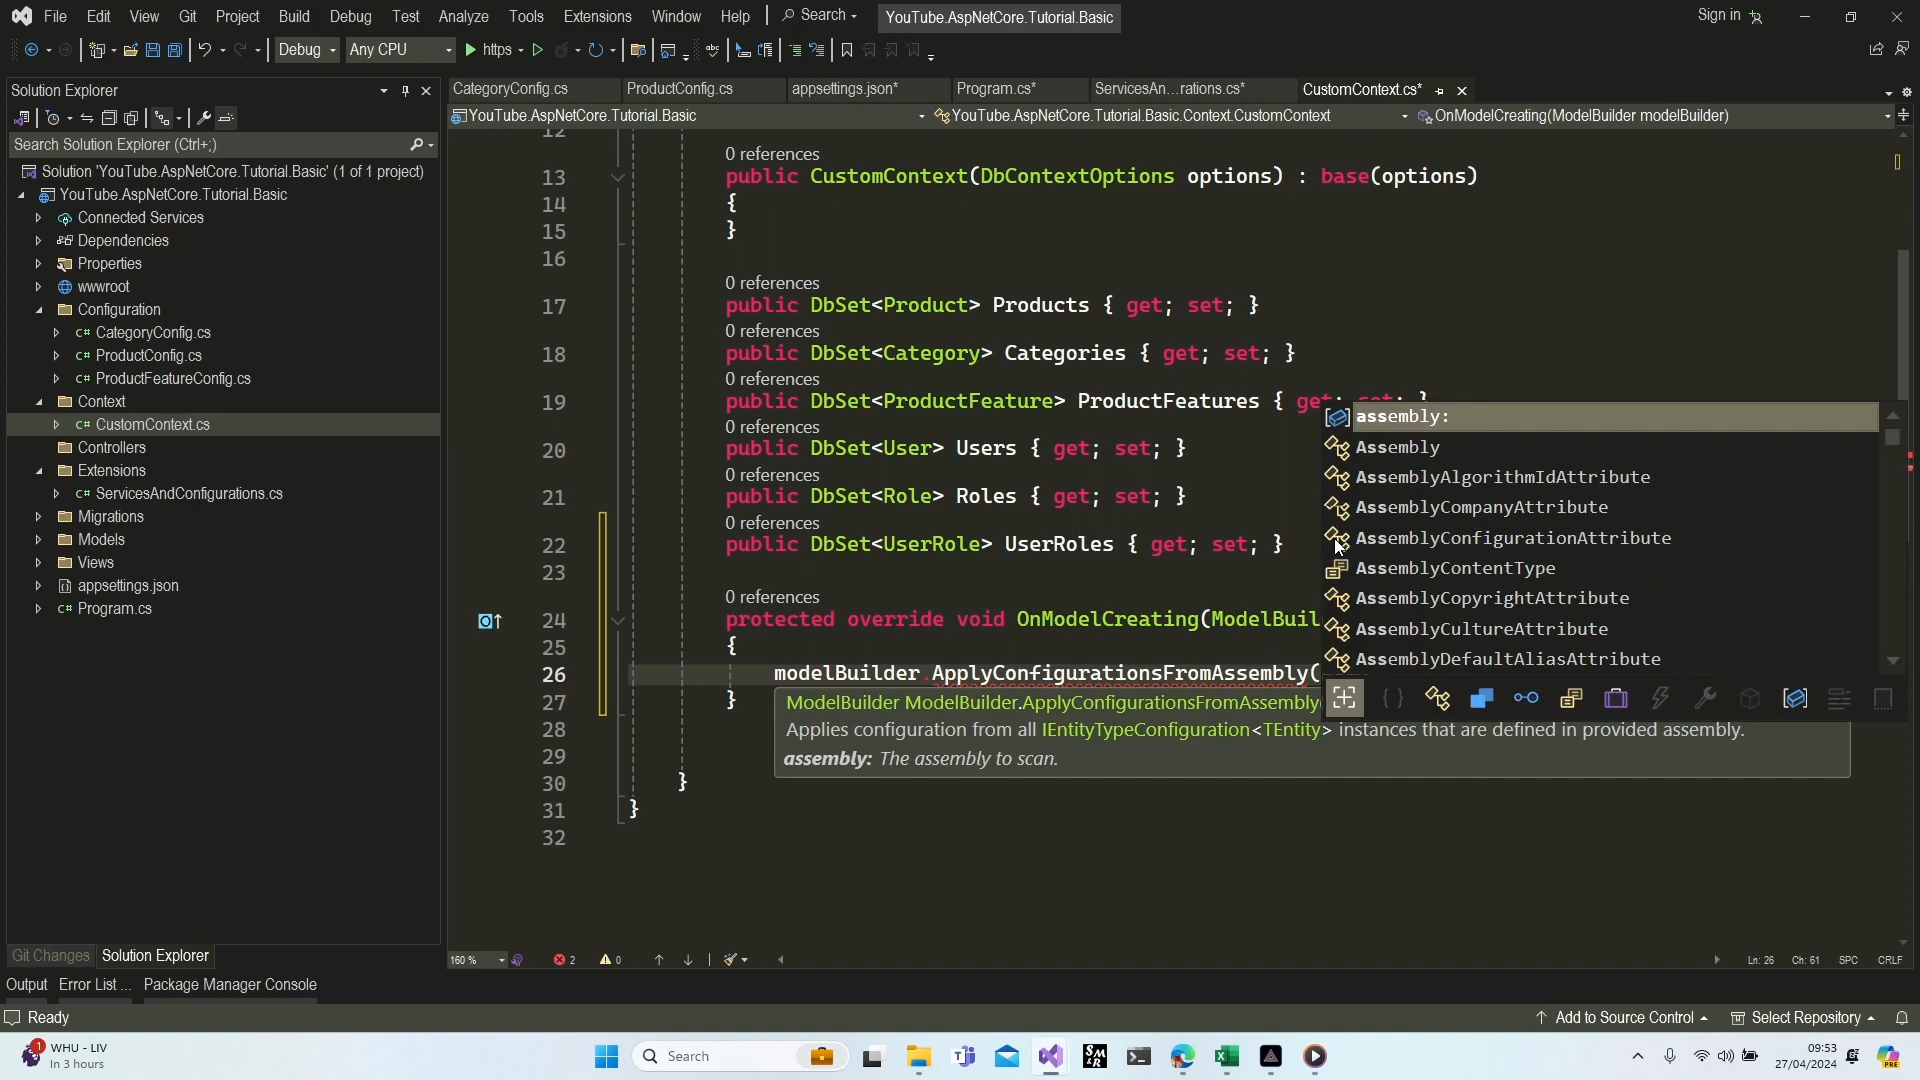 File Edit View Git Project Build Debug Test Analyze Tools Extensions Window Help Search YouTube.AspNetCore.Tutorial.Basic Sign in
Debug Any CPU https
Solution Explorer
Search Solution Explorer (Ctrl+;)
Solution 'YouTube.AspNetCore.Tutorial.Basic' (1 of 1 project)
YouTube.AspNetCore.Tutorial.Basic
Connected Services
Dependencies
Properties
wwwroot
Configuration
C# CategoryConfig.cs
C# ProductConfig.cs
C# ProductFeatureConfig.cs
Context
C# CustomContext.cs
Controllers
Extensions
C# ServicesAndConfigurations.cs
Migrations
Models
Views
appsettings.json
C# Program.cs
Git Changes Solution Explorer
CategoryConfig.cs ProductConfig.cs appsettings.json* Program.cs* ServicesAn...rations.cs* CustomContext.cs*
YouTube.AspNetCore.Tutorial.Basic YouTube.AspNetCore.Tutorial.Basic.Context.CustomContext OnModelCreating(ModelBuilder modelBuilder)
12
0 references
13 public CustomContext(DbContextOptions options) : base(options)
14 {
15 }
16
0 references
17 public DbSet<Product> Products { get; set; }
0 references
18 public DbSet<Category> Categories { get; set; }
0 references
19 public DbSet<ProductFeature> ProductFeatures { get; set; }
0 references
20 public DbSet<User> Users { get; set; }
0 references
21 public DbSet<Role> Roles { get; set; }
0 references
22 public DbSet<UserRole> UserRoles { get; set; }
23
0 references
24 protected override void OnModelCreating(ModelBuil
25 {
26 modelBuilder.ApplyConfigurationsFromAssembly(
27 }
28
29
30 }
31 }
32
assembly:
Assembly
AssemblyAlgorithmIdAttribute
AssemblyCompanyAttribute
AssemblyConfigurationAttribute
AssemblyContentType
AssemblyCopyrightAttribute
AssemblyCultureAttribute
AssemblyDefaultAliasAttribute
ModelBuilder ModelBuilder.ApplyConfigurationsFromAssembly
Applies configuration from all IEntityTypeConfiguration<TEntity> instances that are defined in provided assembly.
assembly: The assembly to scan.
160 % 2 0 Ln: 26 Ch: 61 SPC CRLF
Output Error List ... Package Manager Console
Ready Add to Source Control Select Repository
1 WHU - LIV
In 3 hours
Search
09:53
27/04/2024
PRE